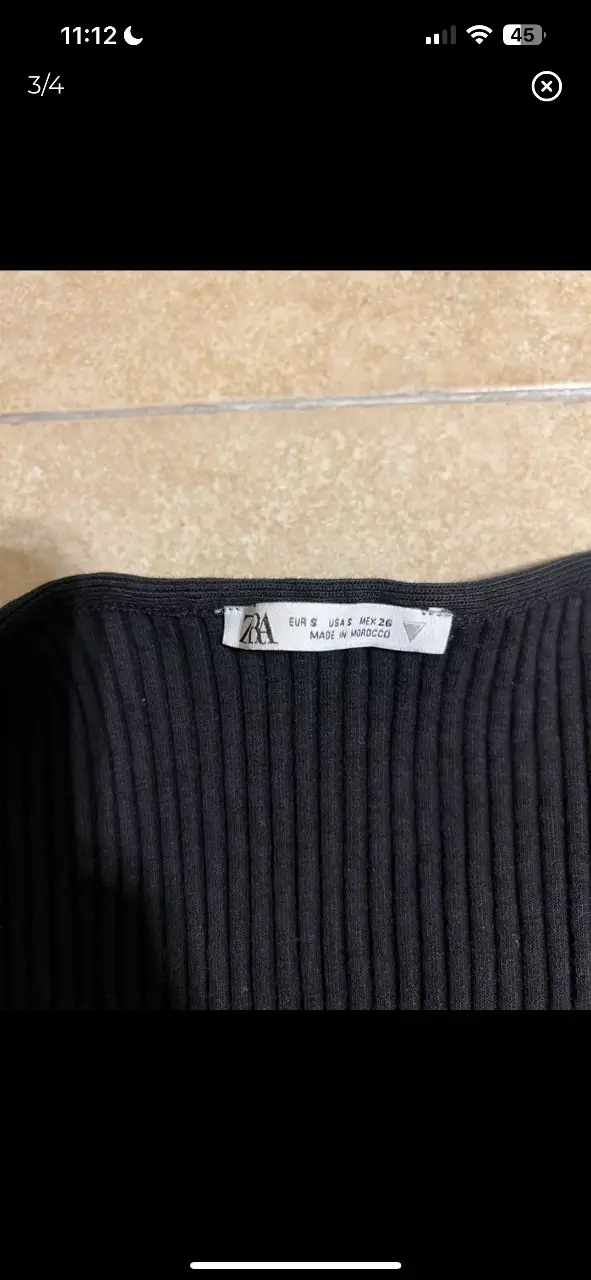 11:12
45
3/4
ZARA
EUR S USA S MEX 26
MADE IN MOROCCO